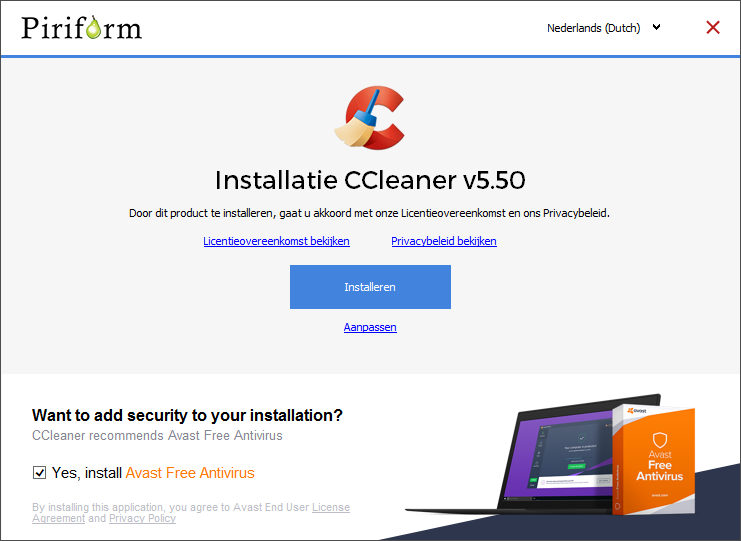 Piriform
Nederlands (Dutch)
Installatie CCleaner v5.50
Door dit product te installeren, gaat u akkoord met onze Licentieovereenkomst en ons Privacybeleid.
Licentieovereenkomst bekijken
Privacybeleid bekijken
Installeren
Aanpassen
Want to add security to your installation?
CCleaner recommends Avast Free Antivirus
Yes, install Avast Free Antivirus
By installing this application, you agree to Avast End User License
Agreement and Privacy Policy
avast
Avast
Free
Antivirus